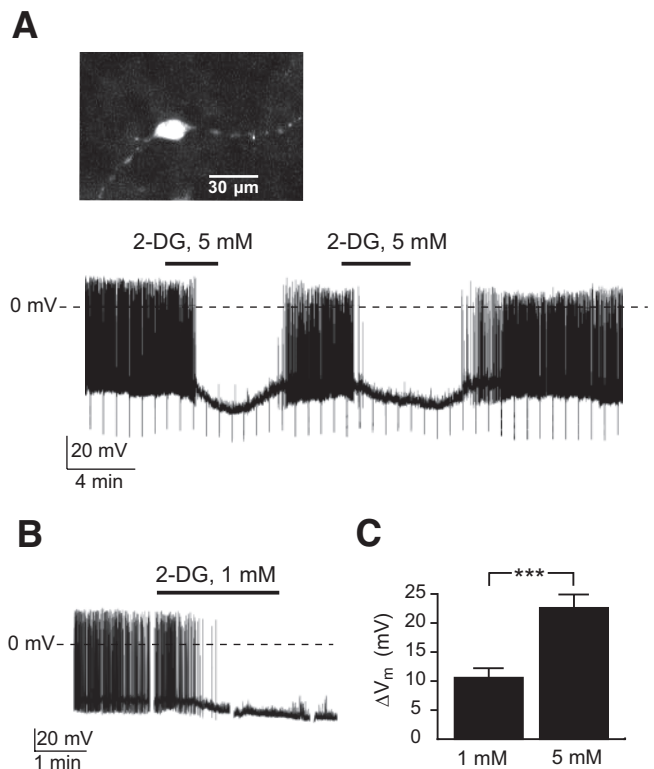 A
30 µm
2-DG, 5 mM 2-DG, 5 mM
0 mV
20 mV
4 min
B
2-DG, 1 mM
0 mV
20 mV
1 min
C
***
ΔVm (mV)
25
20
15
10
5
0
1 mM 5 mM